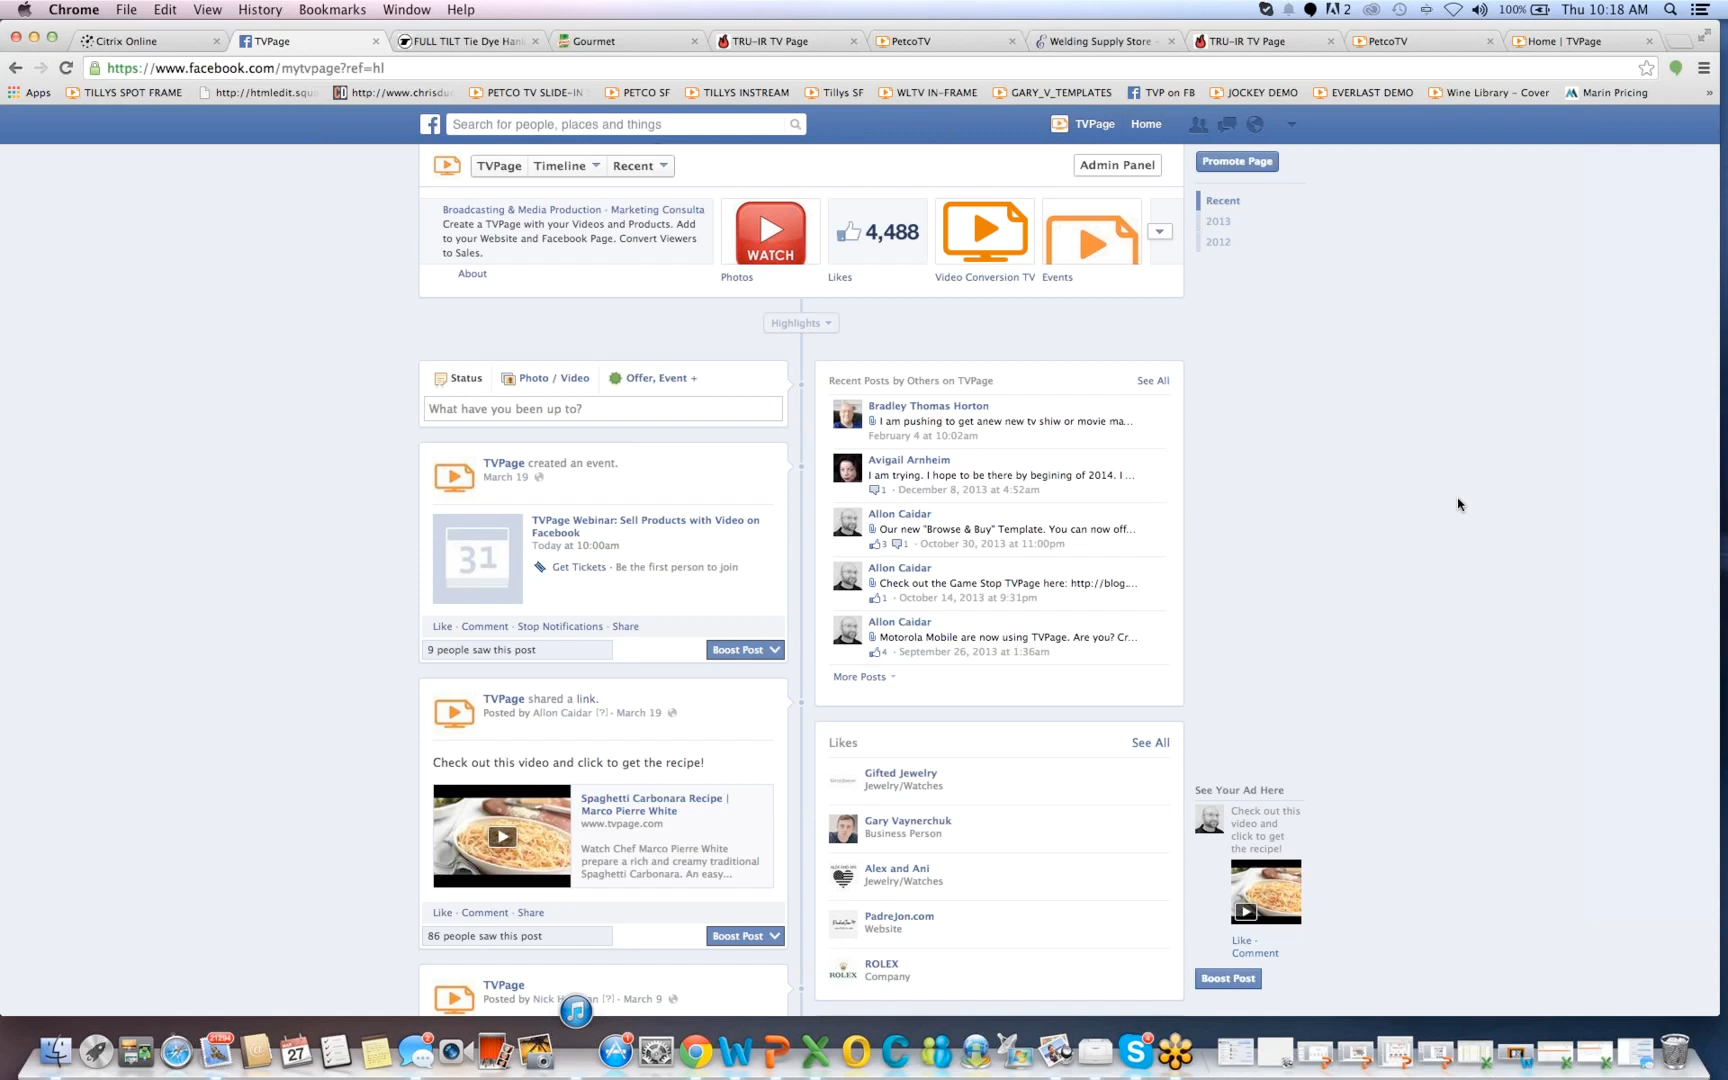 Chrome File Edit View History Bookmarks Window Help
2 100% Thu 10:18 AM
Citrix Online
TVPage
FULL TILT Tie Dye Han
Gourmet
TRU-IR TV Page
PetcoTV
Welding Supply Store –
TRU-IR TV Page
PetcoTV
Home | TVPage
https://www.facebook.com/mytvpage?ref=hl
Apps
TILLYS SPOT FRAME
http://htmledit.squ
http://www.chrisdu
PETCO TV SLIDE-IN
PETCO SF
TILLYS INSTREAM
Tillys SF
WLTV IN-FRAME
GARY_V_TEMPLATES
TVP on FB
JOCKEY DEMO
EVERLAST DEMO
Wine Library – Cover
Marin Pricing
»
Search for people, places and things
TVPage Home
TVPage Timeline Recent
Admin Panel
Promote Page
Recent
2013
2012
Broadcasting & Media Production · Marketing Consulta
Create a TVPage with your Videos and Products. Add
to your Website and Facebook Page. Convert Viewers
to Sales.
About
WATCH
Photos
4,488
Likes
Video Conversion TV
Events
Highlights
Status Photo / Video Offer, Event +
What have you been up to?
TVPage created an event.
March 19
31
TVPage Webinar: Sell Products with Video on
Facebook
Today at 10:00am
Get Tickets · Be the first person to join
Like · Comment · Stop Notifications · Share
9 people saw this post
Boost Post
TVPage shared a link.
Posted by Allon Caidar [?] · March 19
Check out this video and click to get the recipe!
Spaghetti Carbonara Recipe |
Marco Pierre White
www.tvpage.com
Watch Chef Marco Pierre White
prepare a rich and creamy traditional
Spaghetti Carbonara. An easy...
Like · Comment · Share
86 people saw this post
Boost Post
TVPage
Posted by Nick [?] · March 9
Recent Posts by Others on TVPage
See All
Bradley Thomas Horton
I am pushing to get anew new tv shiw or movie ma...
February 4 at 10:02am
Avigail Arnheim
I am trying. I hope to be there by begining of 2014. I ...
1 · December 8, 2013 at 4:52am
Allon Caidar
Our new "Browse & Buy" Template. You can now off...
3 1 · October 30, 2013 at 11:00pm
Allon Caidar
Check out the Game Stop TVPage here: http://blog....
1 · October 14, 2013 at 9:31pm
Allon Caidar
Motorola Mobile are now using TVPage. Are you? Cr...
4 · September 26, 2013 at 1:36am
More Posts
Likes
See All
Gifted Jewelry
Jewelry/Watches
Gary Vaynerchuk
Business Person
Alex and Ani
Jewelry/Watches
PadreJon.com
Website
ROLEX
ROLEX
Company
See Your Ad Here
Check out this
video and
click to get
the recipe!
Like ·
Comment
Boost Post
21294
27
2
1